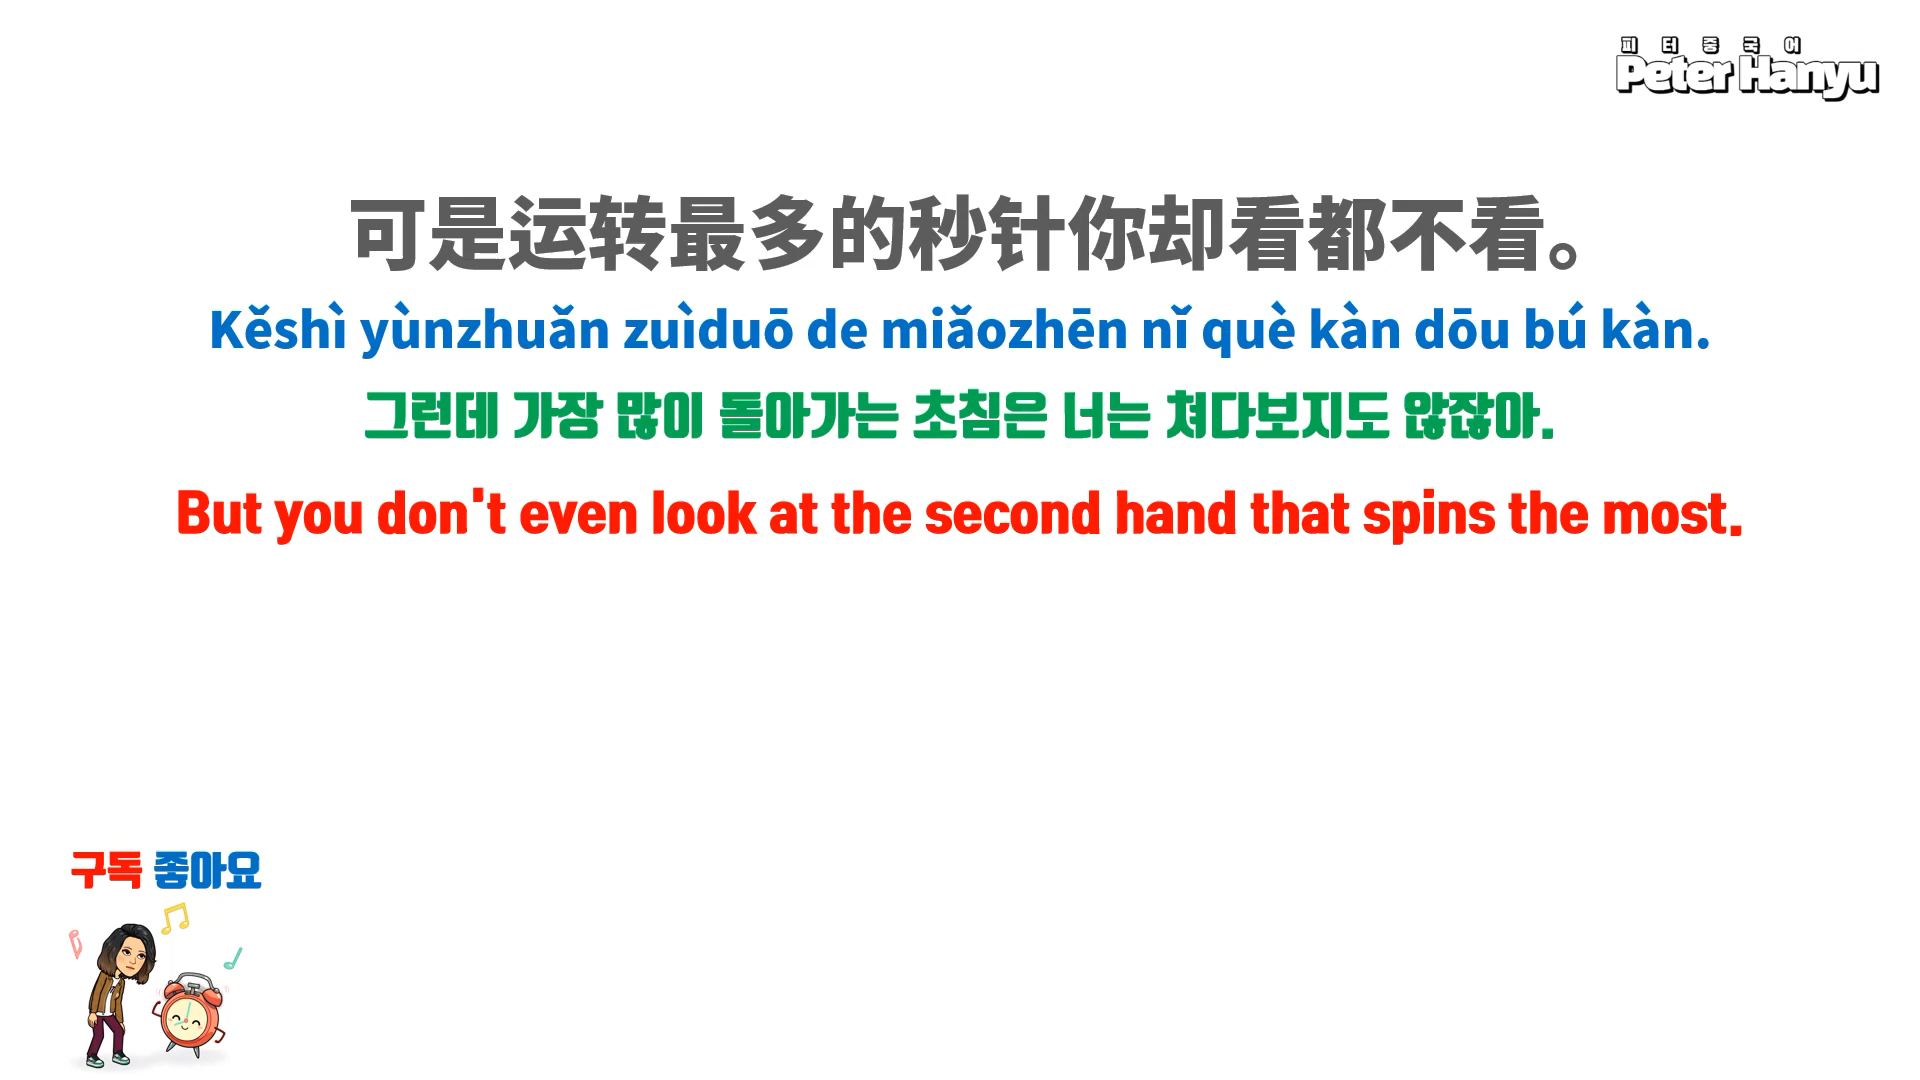 피터중국어
Peter Hanyu
可是运转最多的秒针你却看都不看。
Kěshì yùnzhuǎn zuìduō de miǎozhēn nǐ què kàn dōu bú kàn.
그런데 가장 많이 돌아가는 초침은 너는 쳐다보지도 않잖아.
But you don't even look at the second hand that spins the most.
구독 좋아요